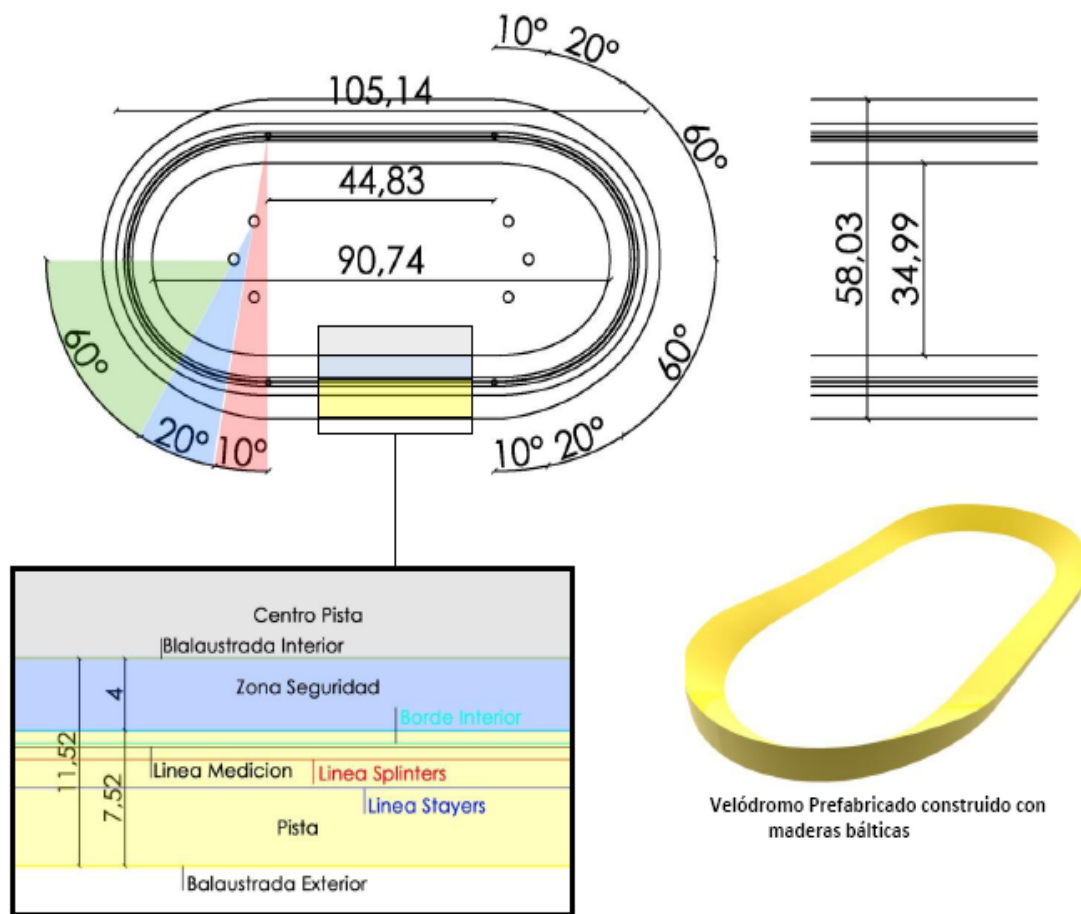 10º
20º
105,14
60º
44,83
90,74
58,03
34,99
60º
60º
20º
10º
10º
20º
Centro Pista
Blalaustrada Interior
Zona Seguridad
4
Borde Interior
11,52
7,52
Linea Medicion
Linea Splinters
Linea Stayers
Pista
Balaustrada Exterior
Velódromo Prefabricado construido con
maderas bálticas